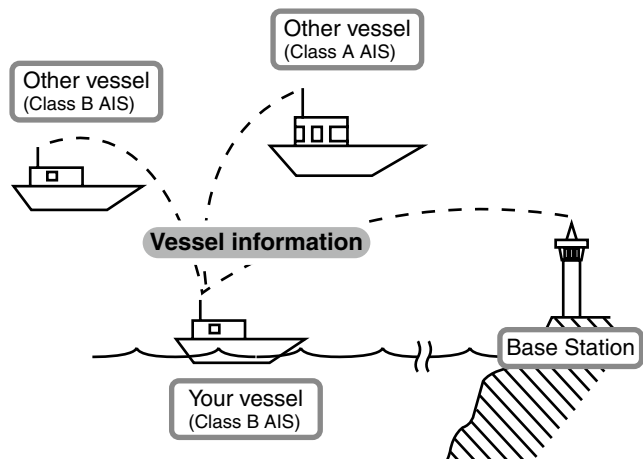 Other vessel
(Class A AIS)
Other vessel
(Class B AIS)
Vessel information
Base Station
Your vessel
(Class B AIS)